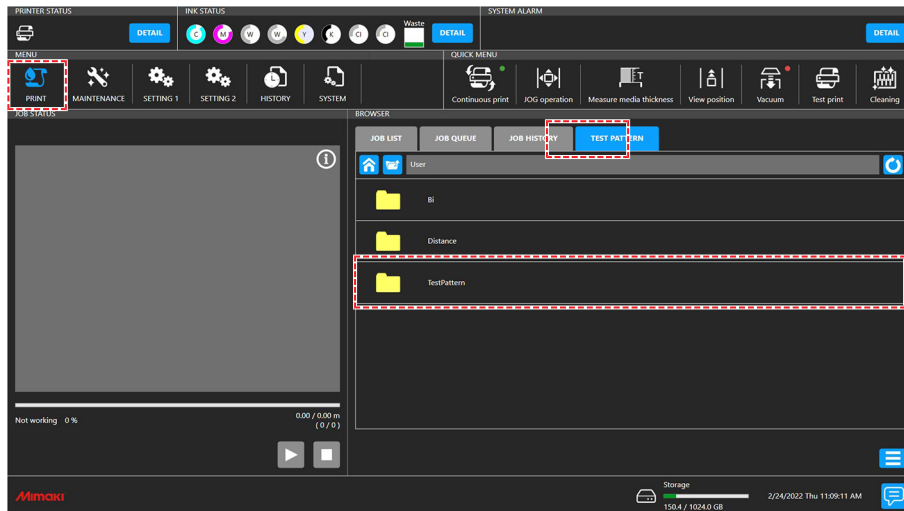 PRINTER STATUS
INK STATUS
SYSTEM ALARM
DETAIL
C M W W Y K Cl Cl
Waste
DETAIL
DETAIL
MENU
QUICK MENU
PRINT
MAINTENANCE
SETTING 1
SETTING 2
HISTORY
SYSTEM
Continuous print
JOG operation
Measure media thickness
View position
Vacuum
Test print
Cleaning
JOB STATUS
BROWSER
JOB LIST
JOB QUEUE
JOB HISTORY
TEST PATTERN
User
Bi
Distance
TestPattern
Not working 0 %
0.00 / 0.00 m
( 0 / 0 )
Mimaki
Storage
150.4 / 1024.0 GB
2/24/2022 Thu 11:09:11 AM